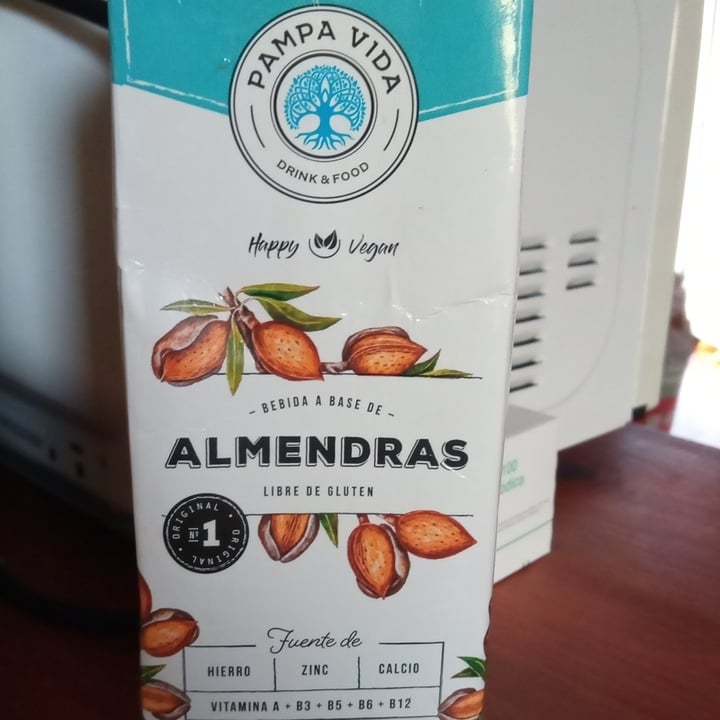 PAMPA VIDA
DRINK & FOOD
Happy Vegan
- BEBIDA A BASE DE -
ALMENDRAS
LIBRE DE GLUTEN
ORIGINAL
Nº1
ORIGINAL
Fuente de
HIERRO ZINC CALCIO
VITAMINA A + B3 + B5 + B6 + B12